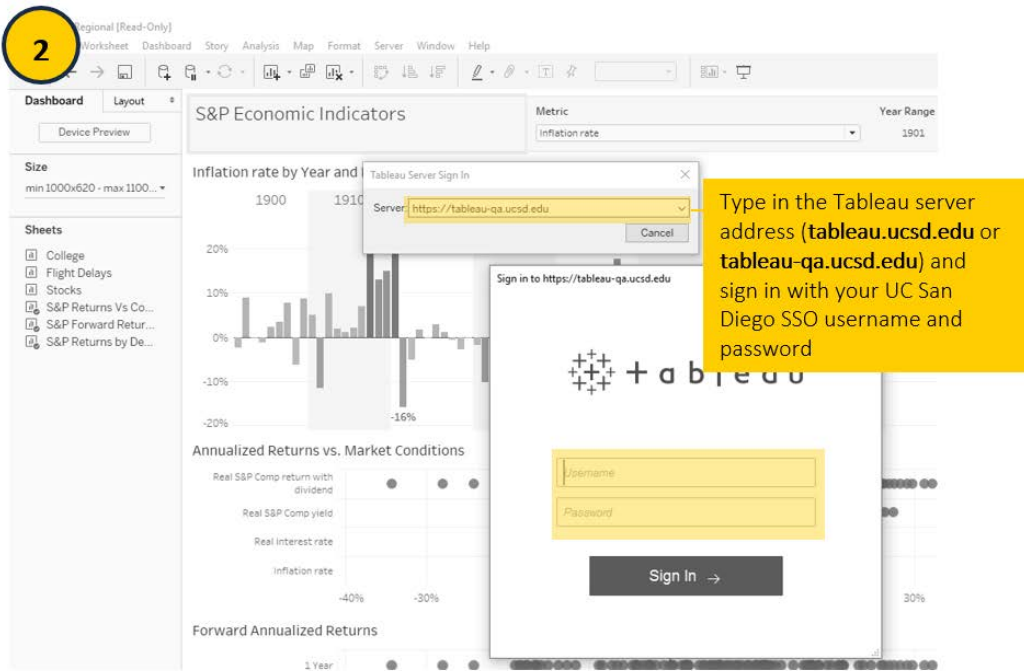 2
Regional [Read-Only]
Worksheet Dashboard Story Analysis Map Format Server Window Help
Dashboard Layout
Device Preview
Size
min 1000x620 - max 1100...
Sheets
College
Flight Delays
Stocks
S&P Returns Vs Co...
S&P Forward Retur...
S&P Returns by De...
S&P Economic Indicators
Metric
Inflation rate
Year Range
1901
Inflation rate by Year and
1900 1910
20%
10%
0%
-10%
-20%
-16%
Tableau Server Sign In
Server: https://tableau-qa.ucsd.edu
Cancel
Type in the Tableau server
address (tableau.ucsd.edu or
tableau-qa.ucsd.edu) and
sign in with your UC San
Diego SSO username and
password
Sign in to https://tableau-qa.ucsd.edu
+ a b | e a u
Username
Password
Sign In →
Annualized Returns vs. Market Conditions
Real S&P Comp return with
dividend
Real S&P Comp yield
Real interest rate
Inflation rate
-40% -30% 30%
Forward Annualized Returns
1 Year